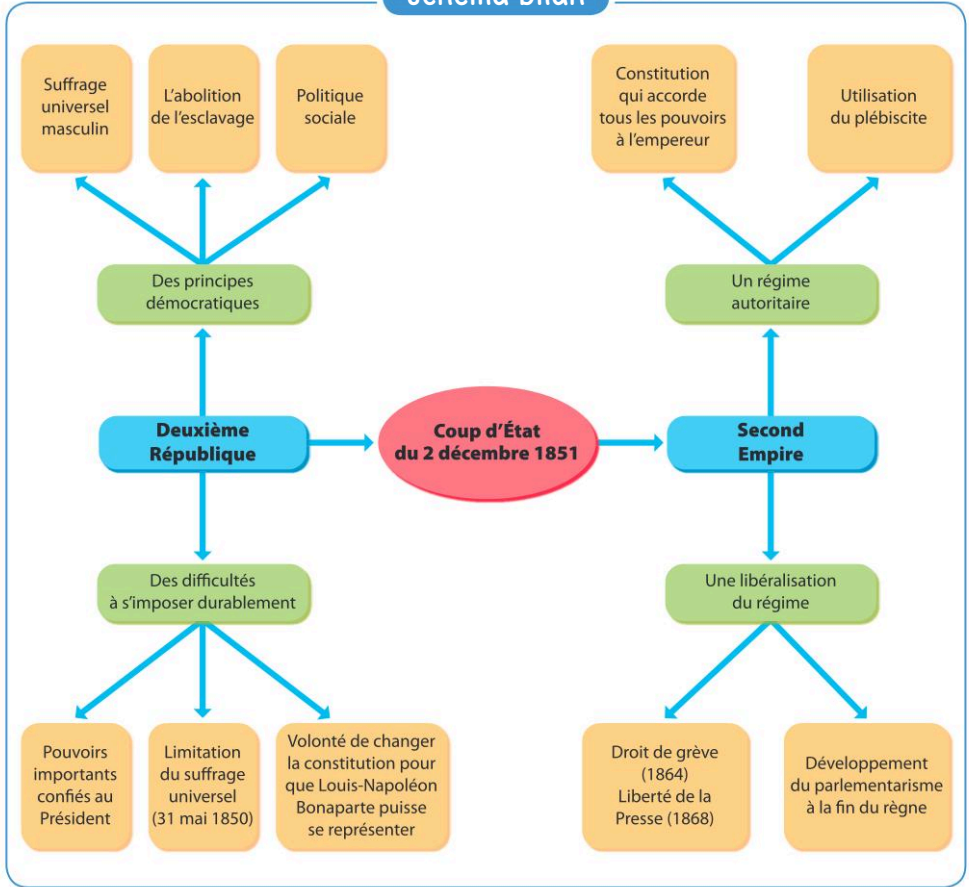 Schéma bilan
Suffrage
universel
masculin
L'abolition
de l'esclavage
Politique
sociale
Constitution
qui accorde
tous les pouvoirs
à l'empereur
Utilisation
du plébiscite
Des principes
démocratiques
Un régime
autoritaire
Deuxième
République
Coup d'État
du 2 décembre 1851
Second
Empire
Des difficultés
à s'imposer durablement
Une libéralisation
du régime
Pouvoirs
importants
confiés au
Président
Limitation
du suffrage
universel
(31 mai 1850)
Volonté de changer
la constitution pour
que Louis-Napoléon
Bonaparte puisse
se représenter
Droit de grève
(1864)
Liberté de la
Presse (1868)
Développement
du parlementarisme
à la fin du règne